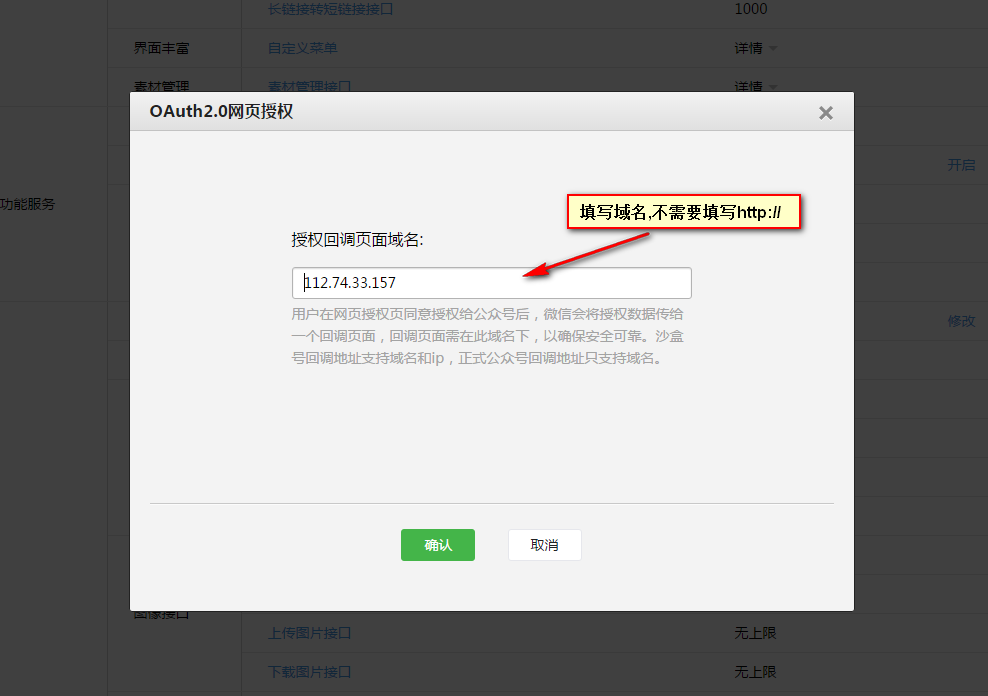 长链接转短链接接口 1000
界面丰富 自定义菜单 详情
素材管理 素材管理接口 详情
OAuth2.0网页授权
开启
功能服务
填写域名,不需要填写http://
授权回调页面域名:
112.74.33.157
用户在网页授权页同意授权给公众号后，微信会将授权数据传给
一个回调页面，回调页面需在此域名下，以确保安全可靠。沙盒
号回调地址支持域名和ip，正式公众号回调地址只支持域名。
修改
确认 取消
图像接口
上传图片接口 无上限
下载图片接口 无上限